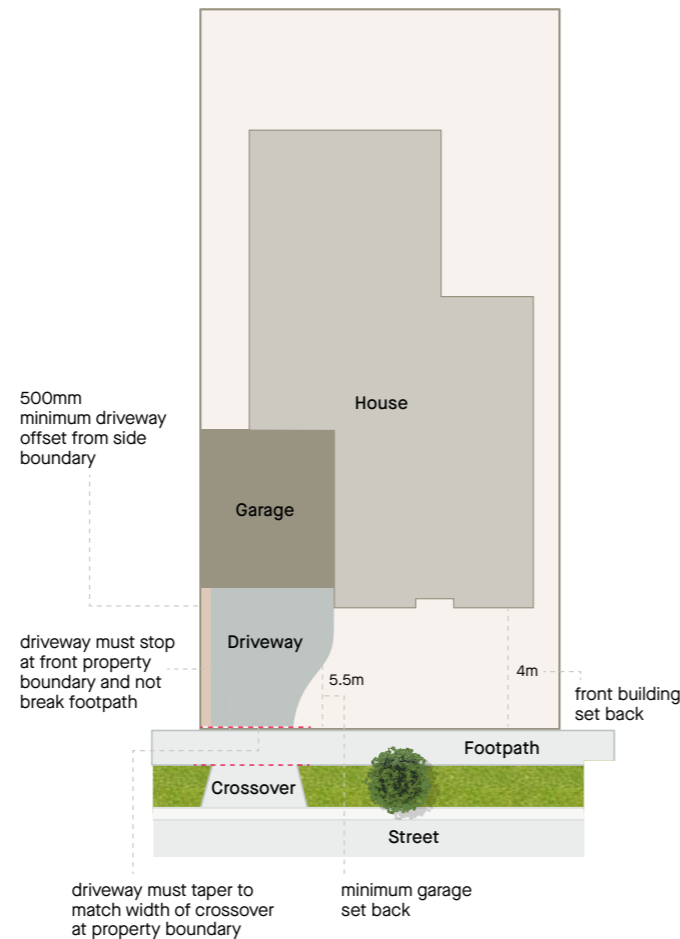 500mm
minimum driveway
offset from side
boundary
House
Garage
driveway must stop
at front property
boundary and not
break footpath
Driveway
5.5m
4m
front building
set back
Footpath
Crossover
Street
driveway must taper to
match width of crossover
at property boundary
minimum garage
set back